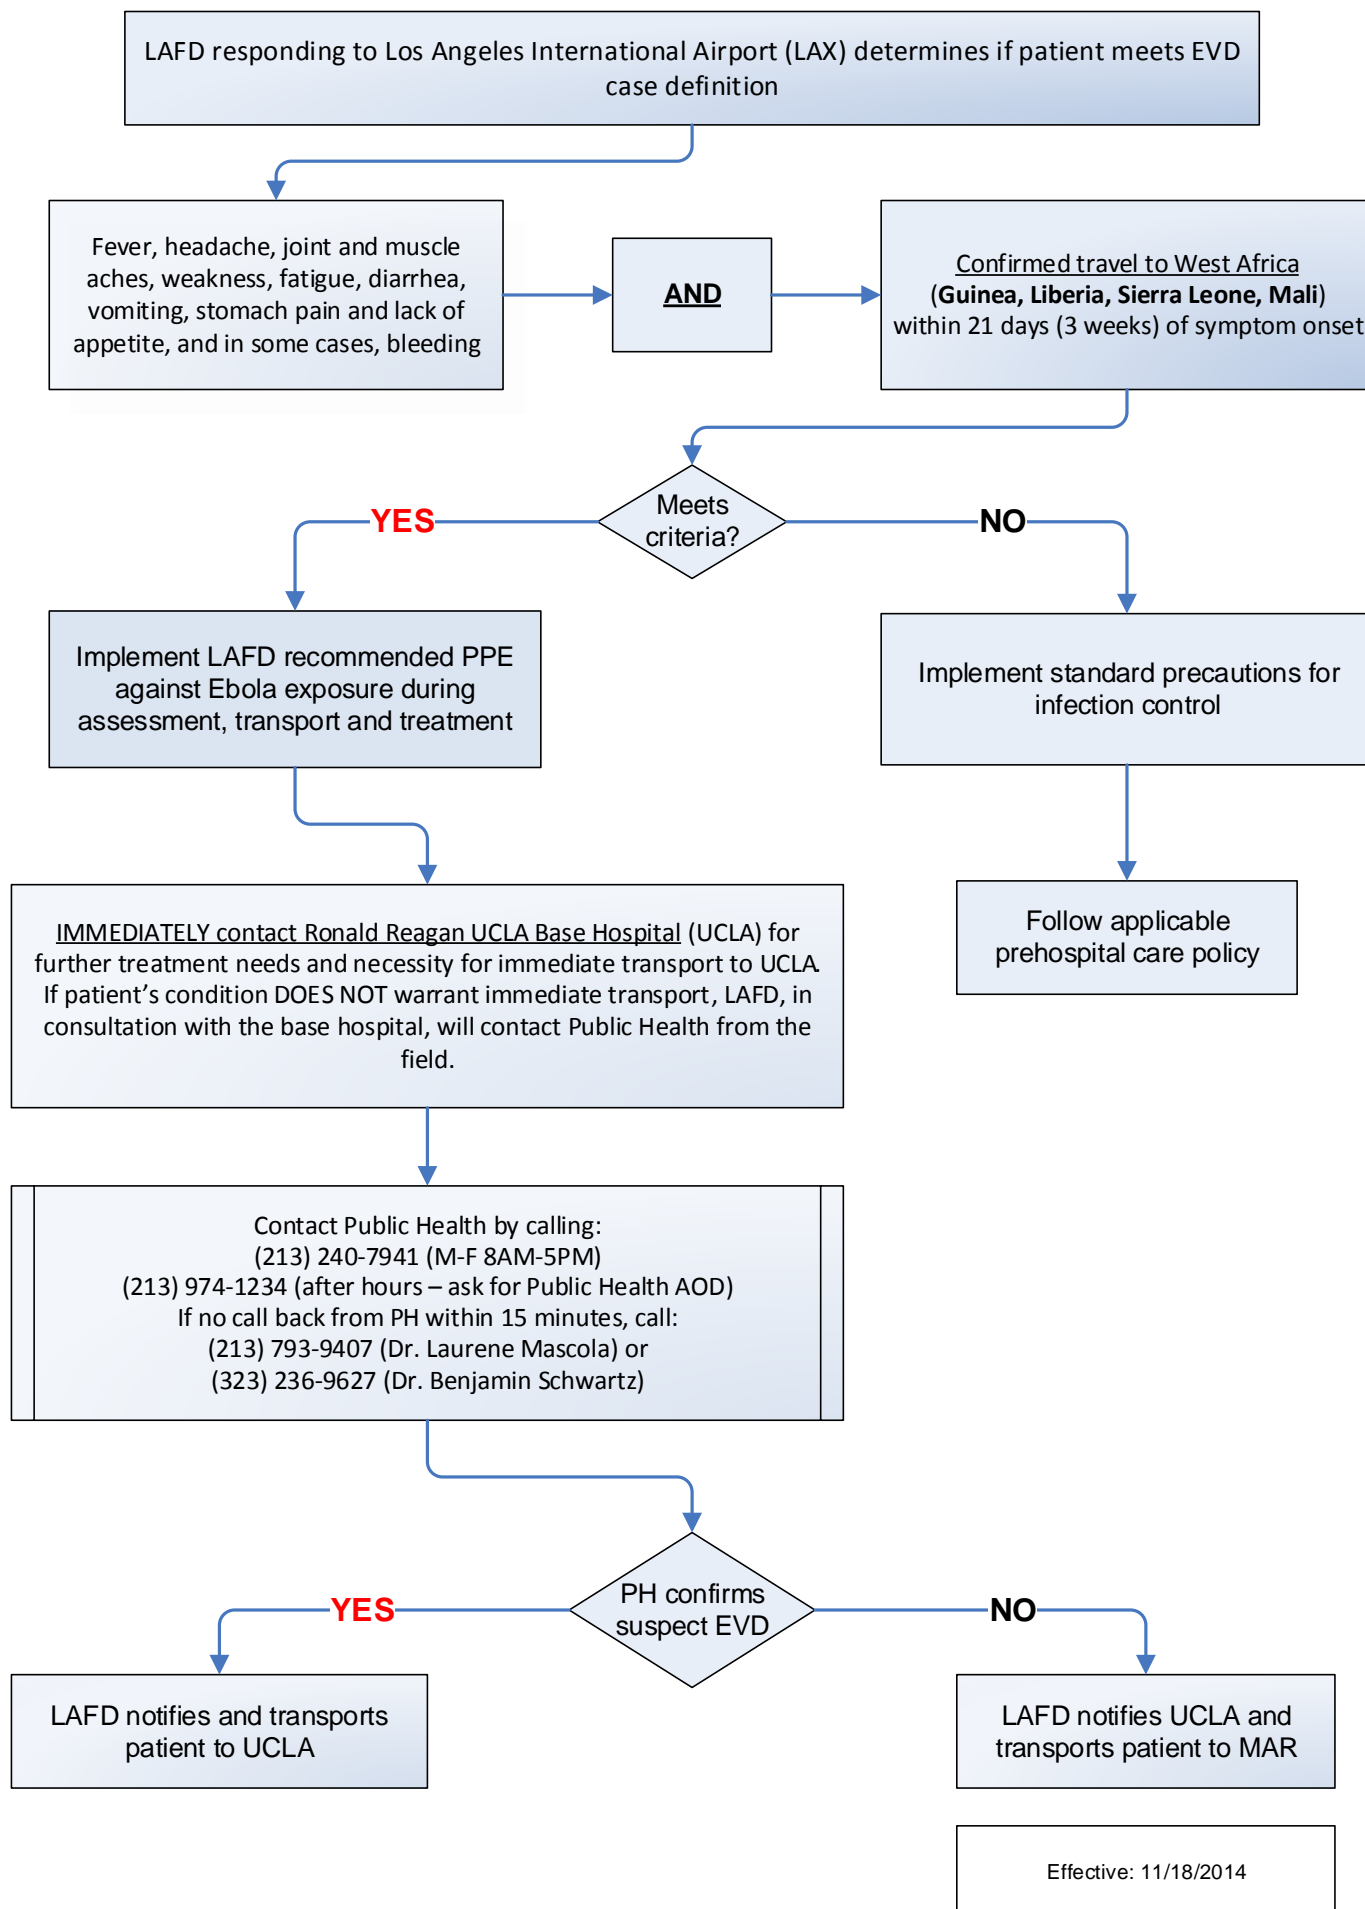 LAFD responding to Los Angeles International Airport (LAX) determines if patient meets EVD
case definition
Fever, headache, joint and muscle
aches, weakness, fatigue, diarrhea,
vomiting, stomach pain and lack of
appetite, and in some cases, bleeding
AND
Confirmed travel to West Africa
(Guinea, Liberia, Sierra Leone, Mali)
within 21 days (3 weeks) of symptom onset
Meets
criteria?
YES
NO
Implement LAFD recommended PPE
against Ebola exposure during
assessment, transport and treatment
Implement standard precautions for
infection control
IMMEDIATELY contact Ronald Reagan UCLA Base Hospital (UCLA) for
further treatment needs and necessity for immediate transport to UCLA.
If patient’s condition DOES NOT warrant immediate transport, LAFD, in
consultation with the base hospital, will contact Public Health from the
field.
Follow applicable
prehospital care policy
Contact Public Health by calling:
(213) 240-7941 (M-F 8AM-5PM)
(213) 974-1234 (after hours – ask for Public Health AOD)
If no call back from PH within 15 minutes, call:
(213) 793-9407 (Dr. Laurene Mascola) or
(323) 236-9627 (Dr. Benjamin Schwartz)
PH confirms
suspect EVD
YES
NO
LAFD notifies and transports
patient to UCLA
LAFD notifies UCLA and
transports patient to MAR
Effective: 11/18/2014